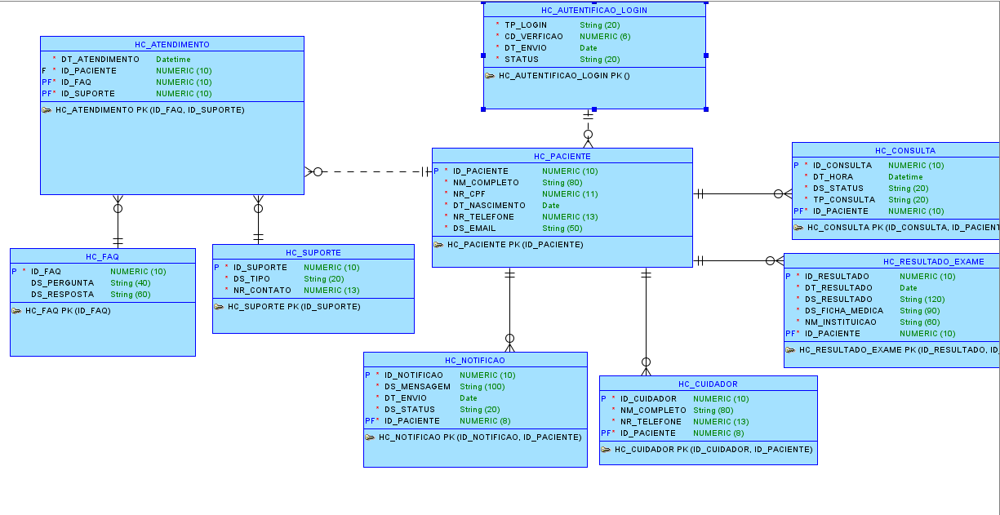 HC_AUTENTIFICAO_LOGIN
* TP_LOGIN String (20)
* CD_VERFICAO NUMERIC (6)
* DT_ENVIO Date
* STATUS String (20)
HC_AUTENTIFICAO_LOGIN PK ()
HC_ATENDIMENTO
* DT_ATENDIMENTO Datetime
F * ID_PACIENTE NUMERIC (10)
PF* ID_FAQ NUMERIC (10)
PF* ID_SUPORTE NUMERIC (10)
HC_ATENDIMENTO PK (ID_FAQ, ID_SUPORTE)
HC_PACIENTE
P * ID_PACIENTE NUMERIC (10)
* NM_COMPLETO String (80)
* NR_CPF NUMERIC (11)
* DT_NASCIMENTO Date
* NR_TELEFONE NUMERIC (13)
* DS_EMAIL String (50)
HC_PACIENTE PK (ID_PACIENTE)
HC_CONSULTA
P * ID_CONSULTA NUMERIC (10)
* DT_HORA Datetime
* DS_STATUS String (20)
* TP_CONSULTA String (20)
PF* ID_PACIENTE NUMERIC (10)
HC_CONSULTA PK (ID_CONSULTA, ID_PACIENT
HC_FAQ
P * ID_FAQ NUMERIC (10)
DS_PERGUNTA String (40)
DS_RESPOSTA String (60)
HC_FAQ PK (ID_FAQ)
HC_SUPORTE
P * ID_SUPORTE NUMERIC (10)
* DS_TIPO String (20)
* NR_CONTATO NUMERIC (13)
HC_SUPORTE PK (ID_SUPORTE)
HC_RESULTADO_EXAME
P * ID_RESULTADO NUMERIC (10)
* DT_RESULTADO Date
* DS_RESULTADO String (120)
* DS_FICHA_MEDICA String (90)
* NM_INSTITUICAO String (60)
PF* ID_PACIENTE NUMERIC (10)
HC_RESULTADO_EXAME PK (ID_RESULTADO, ID_
HC_NOTIFICAO
P * ID_NOTIFICAO NUMERIC (10)
* DS_MENSAGEM String (100)
* DT_ENVIO Date
* DS_STATUS String (20)
PF* ID_PACIENTE NUMERIC (8)
HC_NOTIFICAO PK (ID_NOTIFICAO, ID_PACIENTE)
HC_CUIDADOR
P * ID_CUIDADOR NUMERIC (10)
* NM_COMPLETO String (80)
* NR_TELEFONE NUMERIC (13)
PF* ID_PACIENTE NUMERIC (8)
HC_CUIDADOR PK (ID_CUIDADOR, ID_PACIENTE)